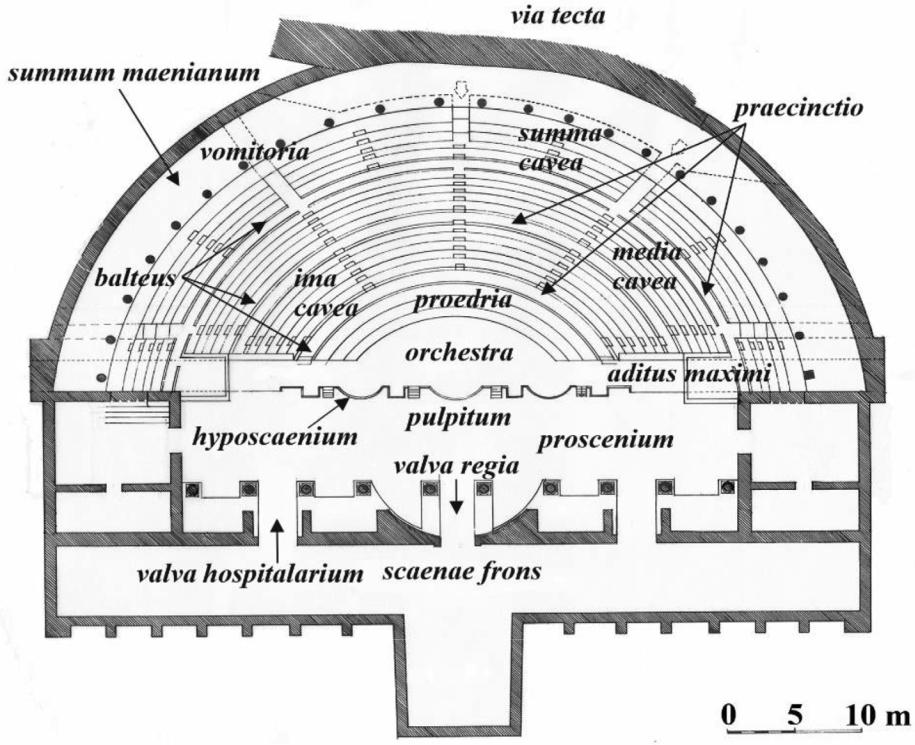 via tecta
summum maenianum
praecinctio
vomitoria
summa
cavea
balteus
ima
cavea
media
cavea
proedria
orchestra
aditus maximi
pulpitum
hyposcaenium
proscenium
valva regia
valva hospitalarium
scaenae frons
0 5 10 m